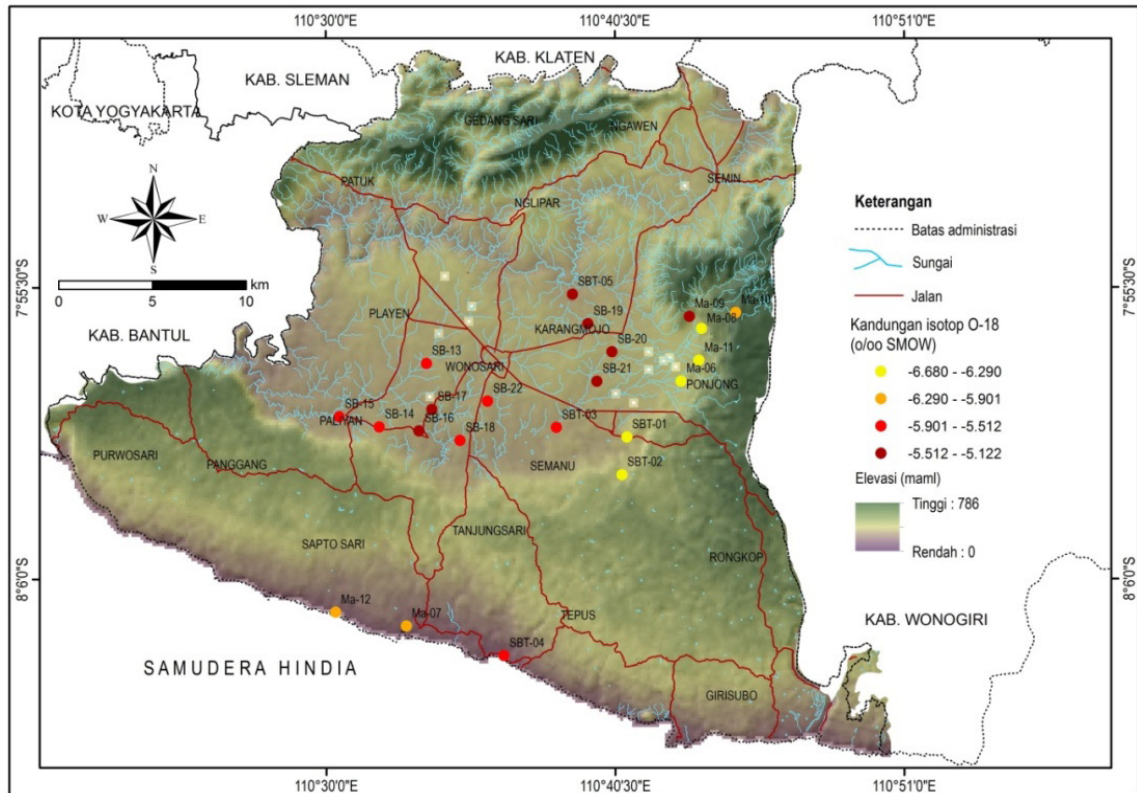 110°30'0"E
110°40'30"E
110°51'0"E
KAB. KLATEN
KAB. SLEMAN
KOTA YOGYAKARTA
GEDANG SARI
NGAWEN
N
W
E
S
PATUK
SEMIN
NGLIPAR
0 5 10 km
7°55'30"S
7°55'30"S
SBT-05
Ma-10
Ma-09
SB-19
Ma-08
PLAYEN
KARANGMOJO
KAB. BANTUL
SB-20
Ma-11
SB-13
WONOSARI
Ma-06
SB-21
PONJONG
SB-22
SB-17
SB-15
SB-14
SB-16
PALIYAN
SBT-03
SBT-01
SB-18
PURWOSARI
PANGGANG
SEMANU
SBT-02
TANJUNGSARI
SAPTO SARI
RONGKOP
8°6'0"S
8°6'0"S
Ma-12
Ma-07
TEPUS
KAB. WONOGIRI
SBT-04
SAMUDERA HINDIA
GIRISUBO
Keterangan
Batas administrasi
Sungai
Jalan
Kandungan isotop O-18
(o/oo SMOW)
-6.680 - -6.290
-6.290 - -5.901
-5.901 - -5.512
-5.512 - -5.122
Elevasi (maml)
Tinggi : 786
Rendah : 0
110°30'0"E
110°40'30"E
110°51'0"E